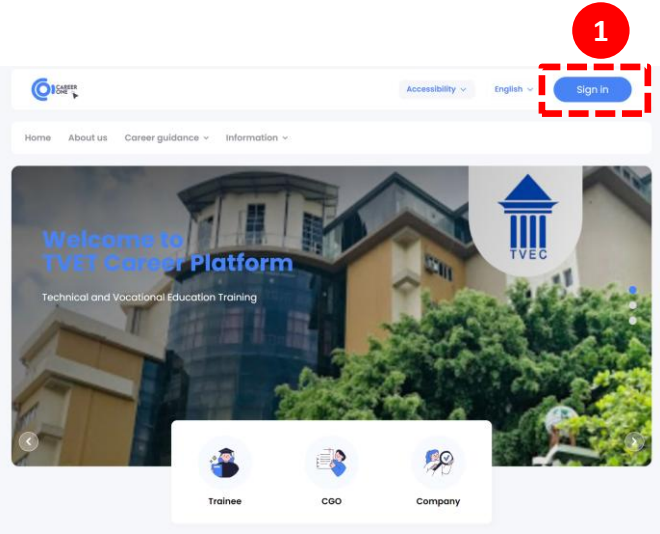 1
CAREER
ONE
Accessibility
English
Sign in
Home About us Career guidance Information
Welcome to
TVET Career Platform
Technical and Vocational Education Training
TVEC
Trainee CGO Company